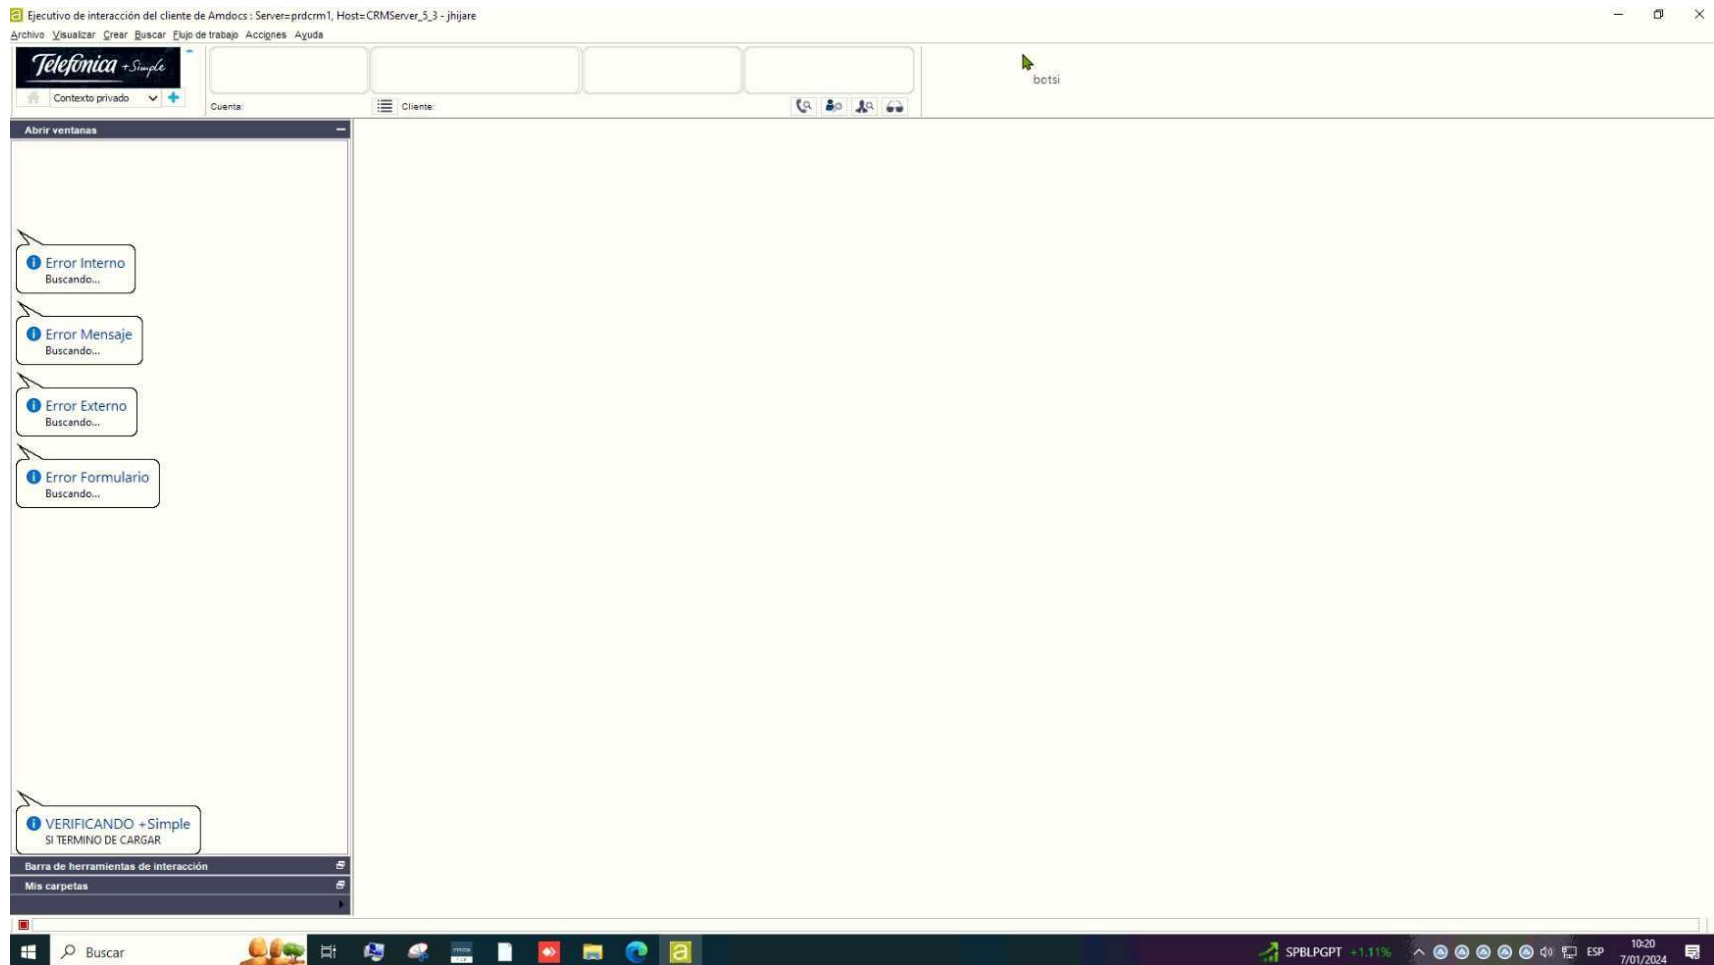 Ejecutivo de interacción del cliente de Amdocs : Server=prdcrm1, Host=CRMServer_5_3 - jhijare
Archivo Visualizar Crear Buscar Flujo de trabajo Acciones Ayuda
Telefónica +Simple
botsi
Contexto privado
Cuenta:
Cliente:
Abrir ventanas
Error Interno
Buscando...
Error Mensaje
Buscando...
Error Externo
Buscando...
Error Formulario
Buscando...
VERIFICANDO +Simple
SI TERMINO DE CARGAR
Barra de herramientas de interacción
Mis carpetas
Buscar
SPBLPGPT +1.11%
ESP
10:20
7/01/2024